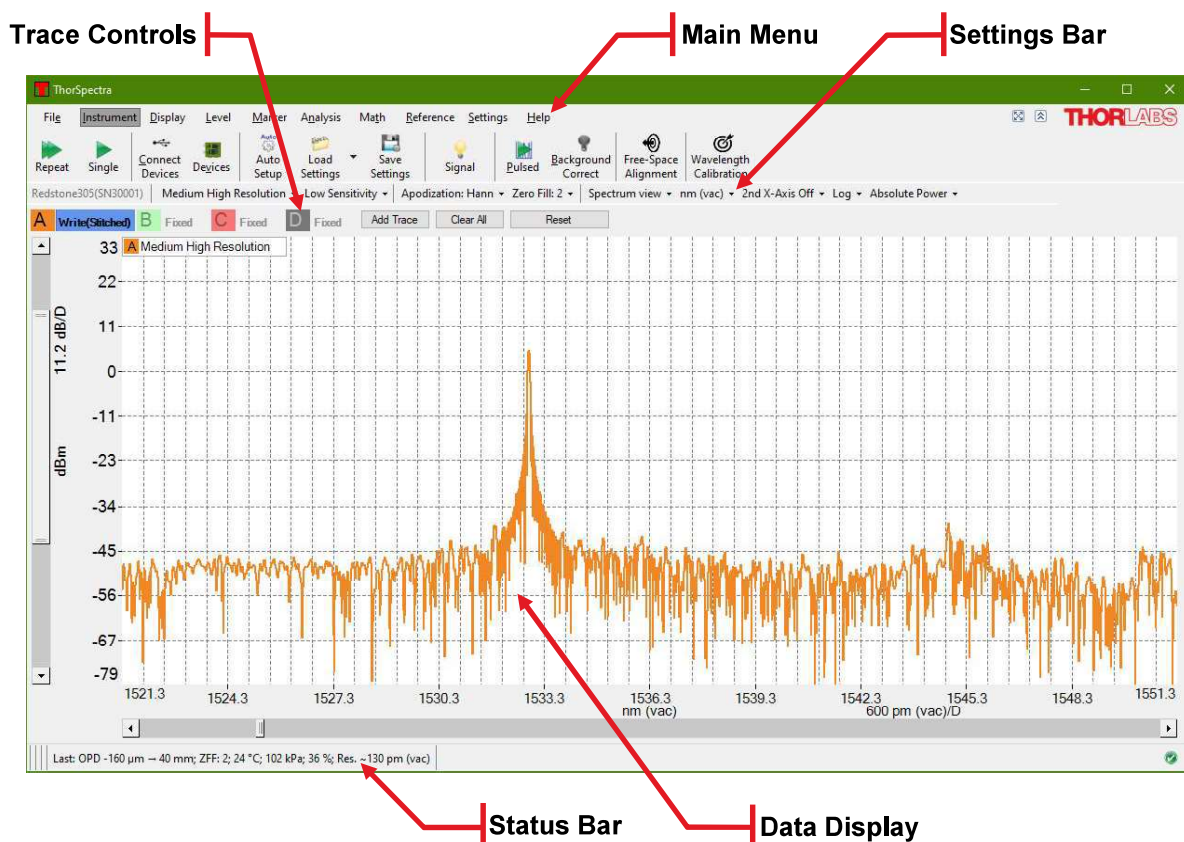 Trace Controls
Main Menu
Settings Bar
ThorSpectra
File Instrument Display Level Marker Analysis Math Reference Settings Help
THORLABS
Repeat
Single
Connect Devices
Devices
Auto
Auto Setup
Load Settings
Save Settings
Signal
Pulsed
Background Correct
Free-Space Alignment
Wavelength Calibration
Redstone305(SN30001) Medium High Resolution Low Sensitivity Apodization: Hann Zero Fill: 2 Spectrum view nm (vac) 2nd X-Axis Off Log Absolute Power
A Write(Stitched) B Fixed C Fixed D Fixed Add Trace Clear All Reset
A Medium High Resolution
33
22
11
0
-11
-23
-34
-45
-56
-67
-79
11.2 dB/D
dBm
1521.3 1524.3 1527.3 1530.3 1533.3 1536.3 1539.3 1542.3 1545.3 1548.3 1551.3
nm (vac) 600 pm (vac)/D
Last: OPD -160 µm → 40 mm; ZFF: 2; 24 °C; 102 kPa; 36 %; Res. ~130 pm (vac)
Status Bar
Data Display